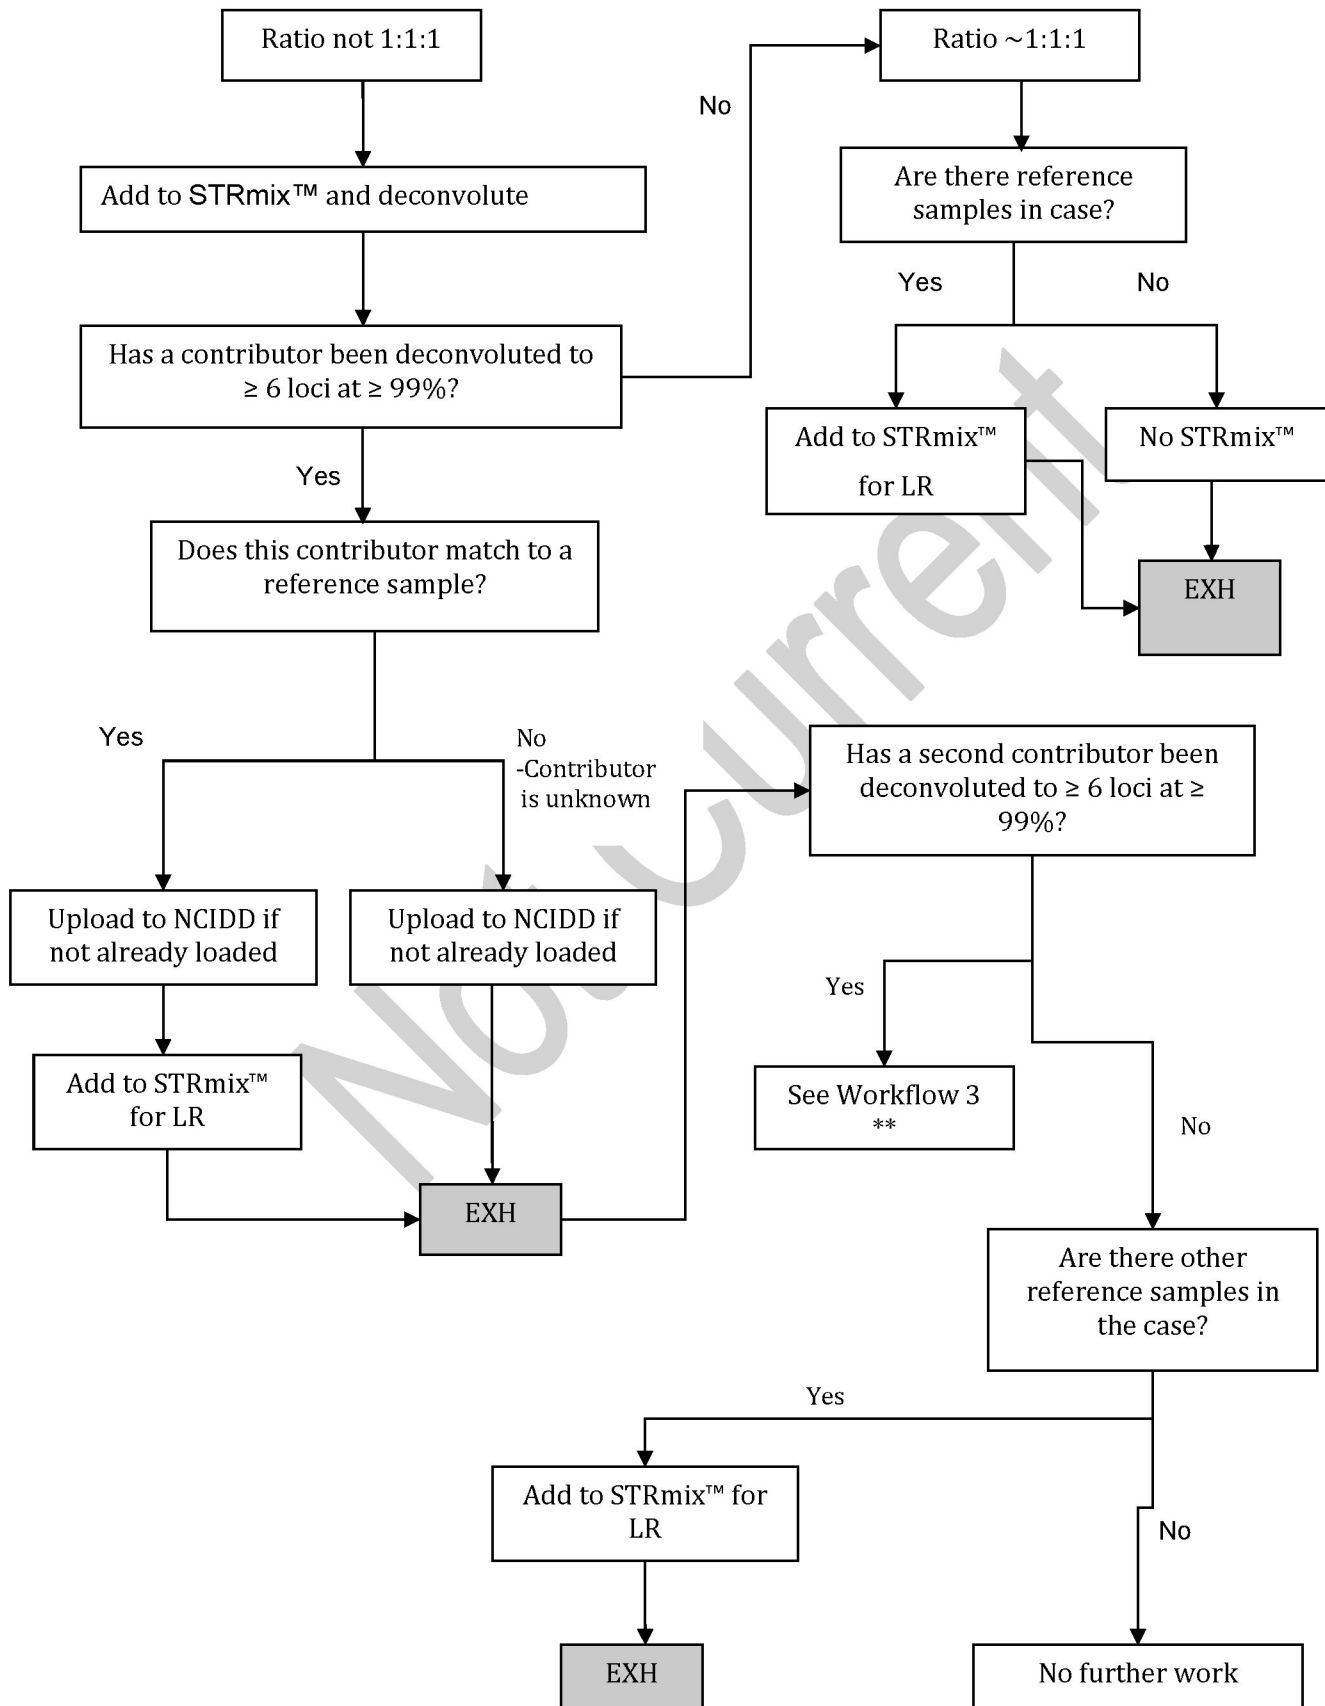 Ratio not 1:1:1
Ratio ~1:1:1
No
Add to STRmix™ and deconvolute
Are there reference
samples in case?
Yes
No
Has a contributor been deconvoluted to
≥ 6 loci at ≥ 99%?
Add to STRmix™
for LR
No STRmix™
Yes
Does this contributor match to a
reference sample?
EXH
Yes
No
-Contributor
is unknown
Has a second contributor been
deconvoluted to ≥ 6 loci at ≥
99%?
Upload to NCIDD if
not already loaded
Upload to NCIDD if
not already loaded
Yes
Add to STRmix™
for LR
See Workflow 3
**
No
EXH
Are there other
reference samples in
the case?
Yes
Add to STRmix™ for
LR
No
EXH
No further work
Not Current